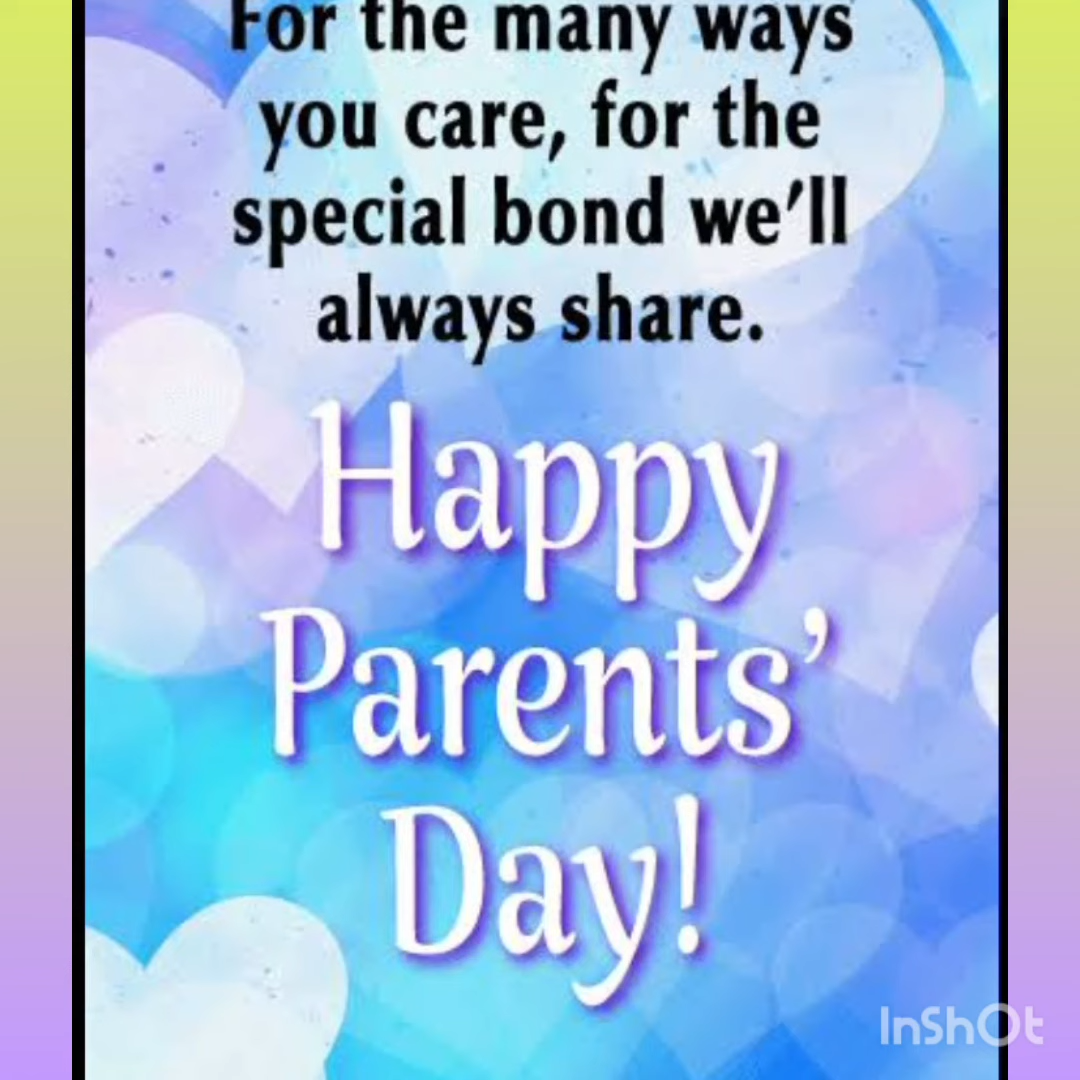 For the many ways
you care, for the
special bond we’ll
always share.
Happy
Parents’
Day!
InShOt